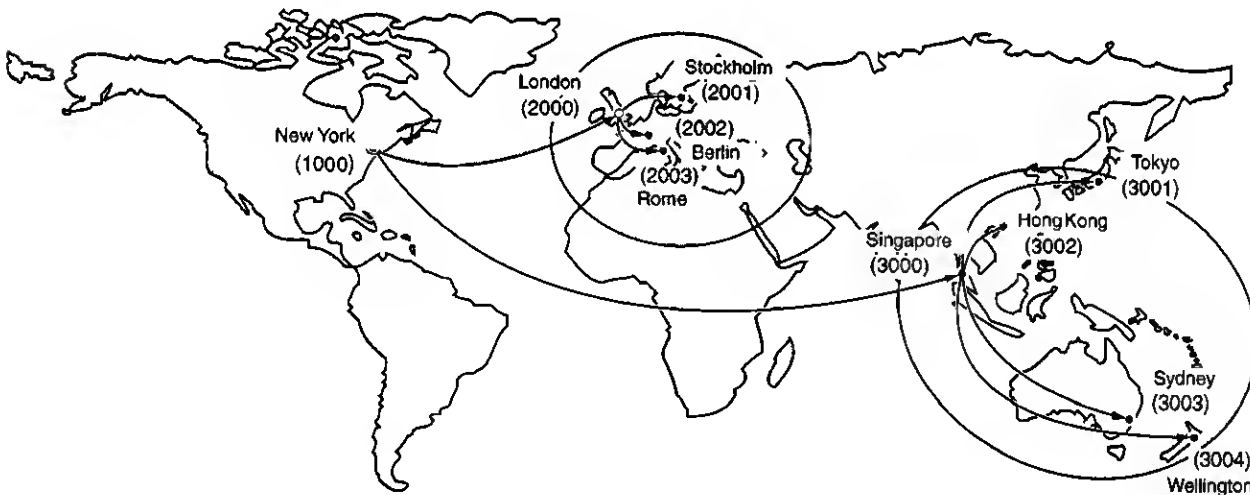 London
(2000)
Stockholm
(2001)
New York
(1000)
(2002)
Berlin
(2003)
Rome
Tokyo
(3001)
Hong Kong
(3002)
Singapore
(3000)
Sydney
(3003)
(3004)
Wellington